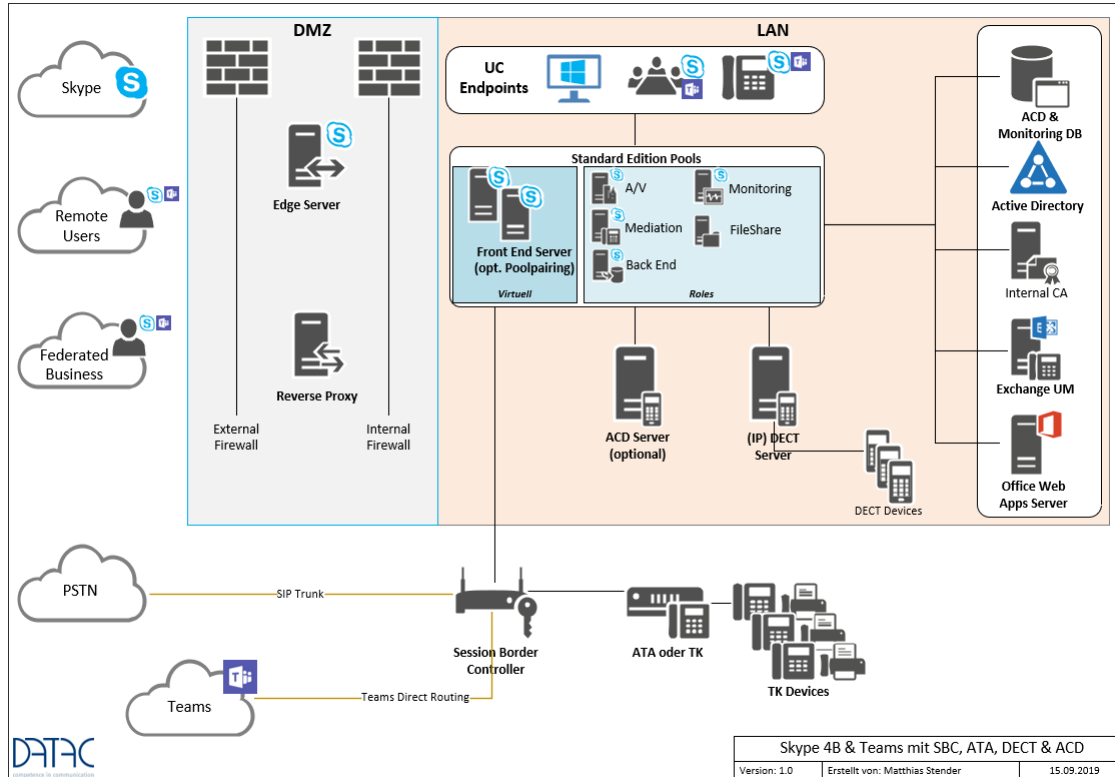 DMZ
LAN
Skype
S
Remote
Users
Federated
Business
Edge Server
Reverse Proxy
External
Firewall
Internal
Firewall
UC
Endpoints
Standard Edition Pools
Front End Server
(opt. Poolpairing)
Virtuell
A/V
Monitoring
Mediation
FileShare
Back End
Roles
ACD Server
(optional)
(IP) DECT
Server
DECT Devices
ACD &
Monitoring DB
Active Directory
Internal CA
Exchange UM
Office Web
Apps Server
PSTN
SIP Trunk
Session Border
Controller
ATA oder TK
TK Devices
Teams
Teams Direct Routing
DATAC
competence in communication
Skype 4B & Teams mit SBC, ATA, DECT & ACD
Version: 1.0
Erstellt von: Matthias Stender
15.09.2019